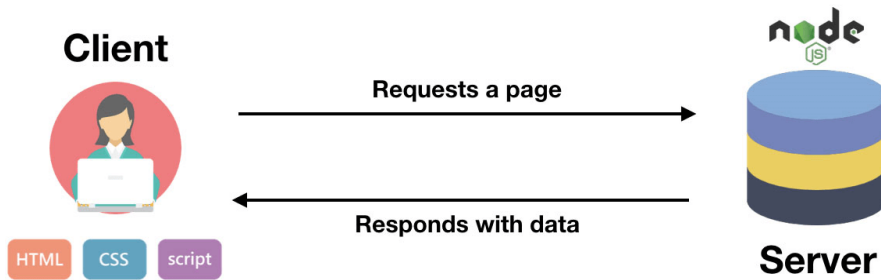 Client
node
JS
Requests a page
Responds with data
HTML CSS script
Server